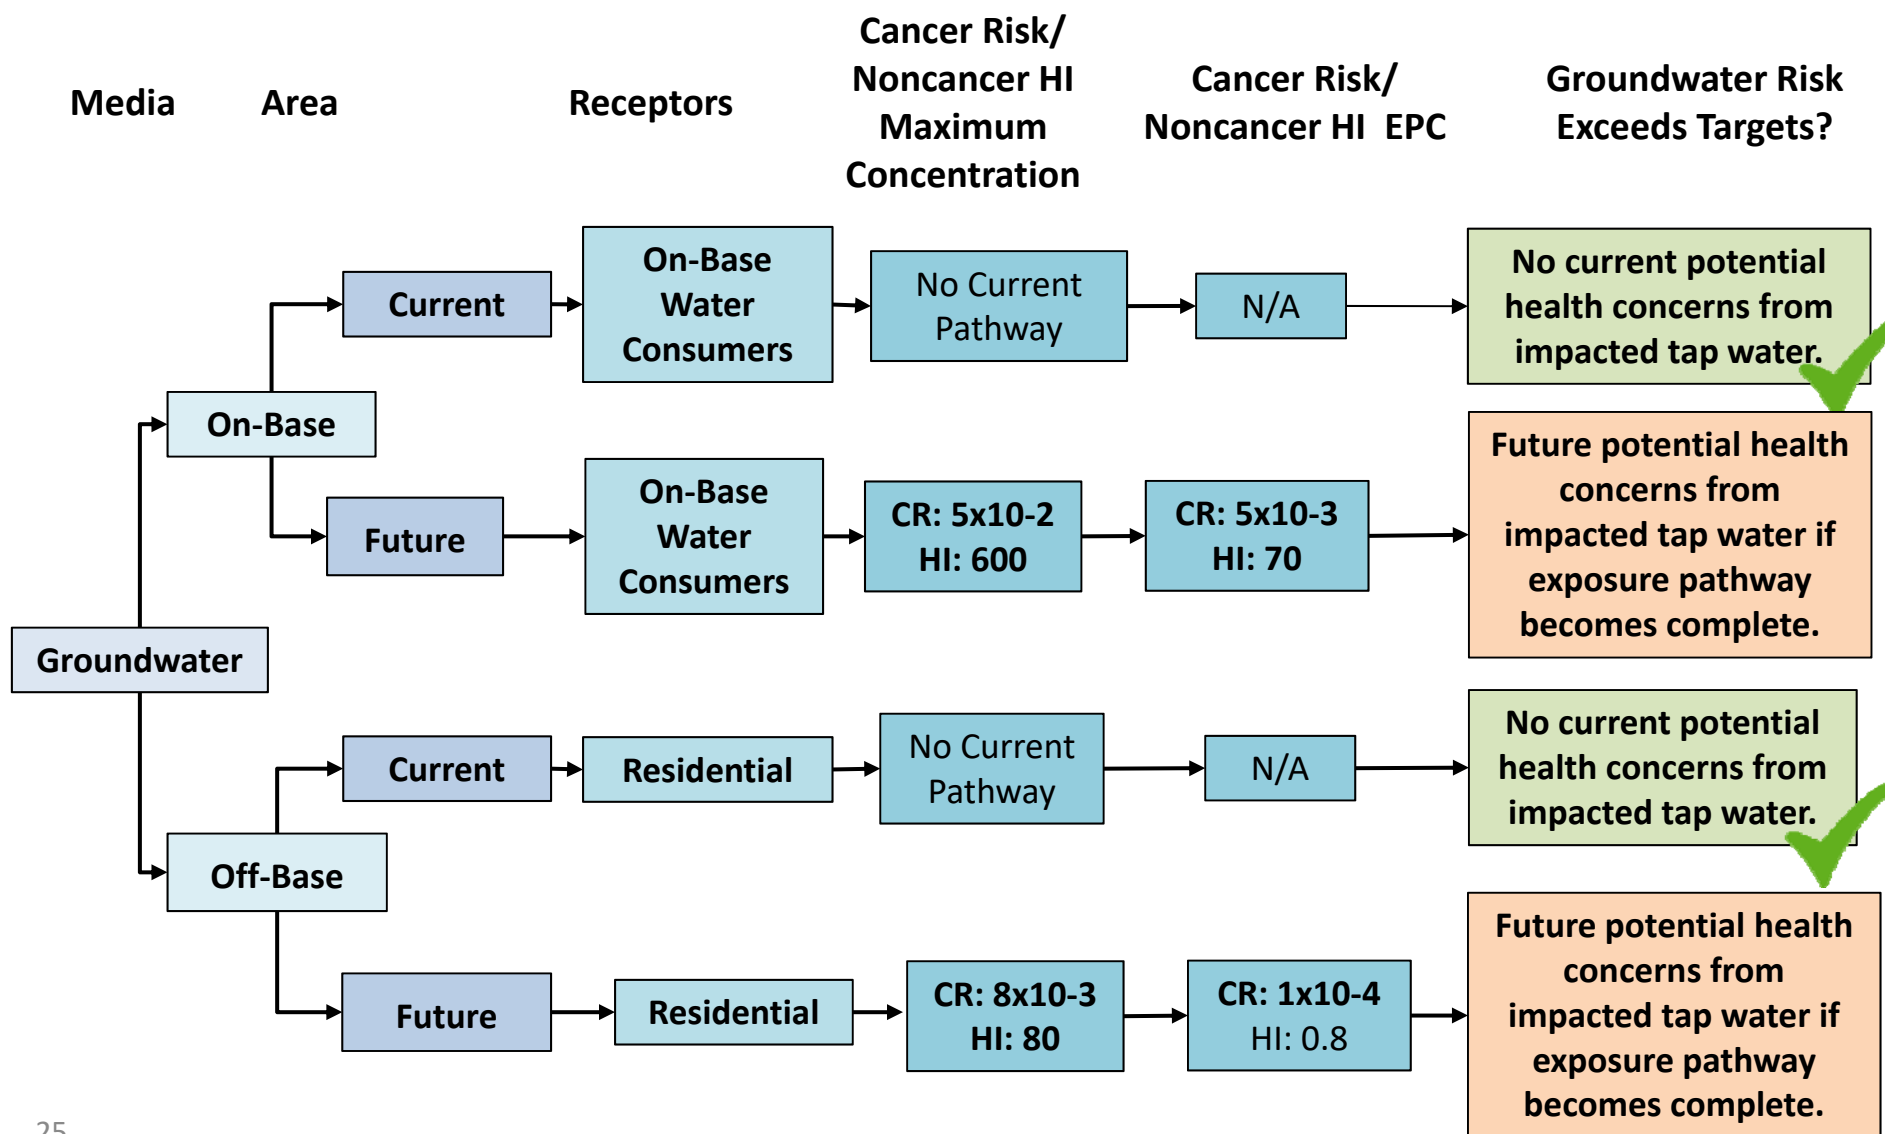 Media
Area
Receptors
Cancer Risk/
Noncancer HI
Maximum
Concentration
Cancer Risk/
Noncancer HI EPC
Groundwater Risk
Exceeds Targets?
Groundwater
On-Base
Current
On-Base
Water
Consumers
No Current
Pathway
N/A
No current potential
health concerns from
impacted tap water.
Future
On-Base
Water
Consumers
CR: 5x10-2
HI: 600
CR: 5x10-3
HI: 70
Future potential health
concerns from
impacted tap water if
exposure pathway
becomes complete.
Off-Base
Current
Residential
No Current
Pathway
N/A
No current potential
health concerns from
impacted tap water.
Future
Residential
CR: 8x10-3
HI: 80
CR: 1x10-4
HI: 0.8
Future potential health
concerns from
impacted tap water if
exposure pathway
becomes complete.
25